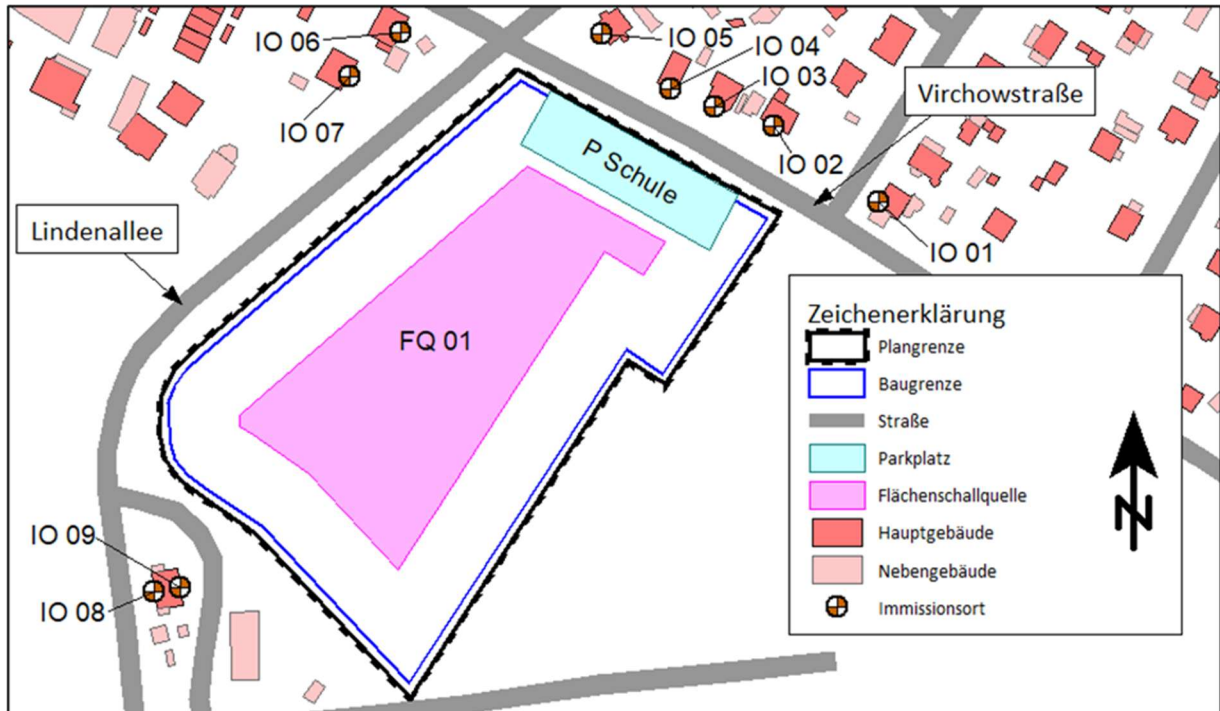 IO 06
IO 05
IO 04
IO 03
IO 07
Virchowstraße
IO 02
P Schule
Lindenallee
IO 01
FQ 01
Zeichenerklärung
Plangrenze
Baugrenze
Straße
Parkplatz
Flächenschallquelle
Hauptgebäude
Nebengebäude
Immissionsort
N
IO 09
IO 08